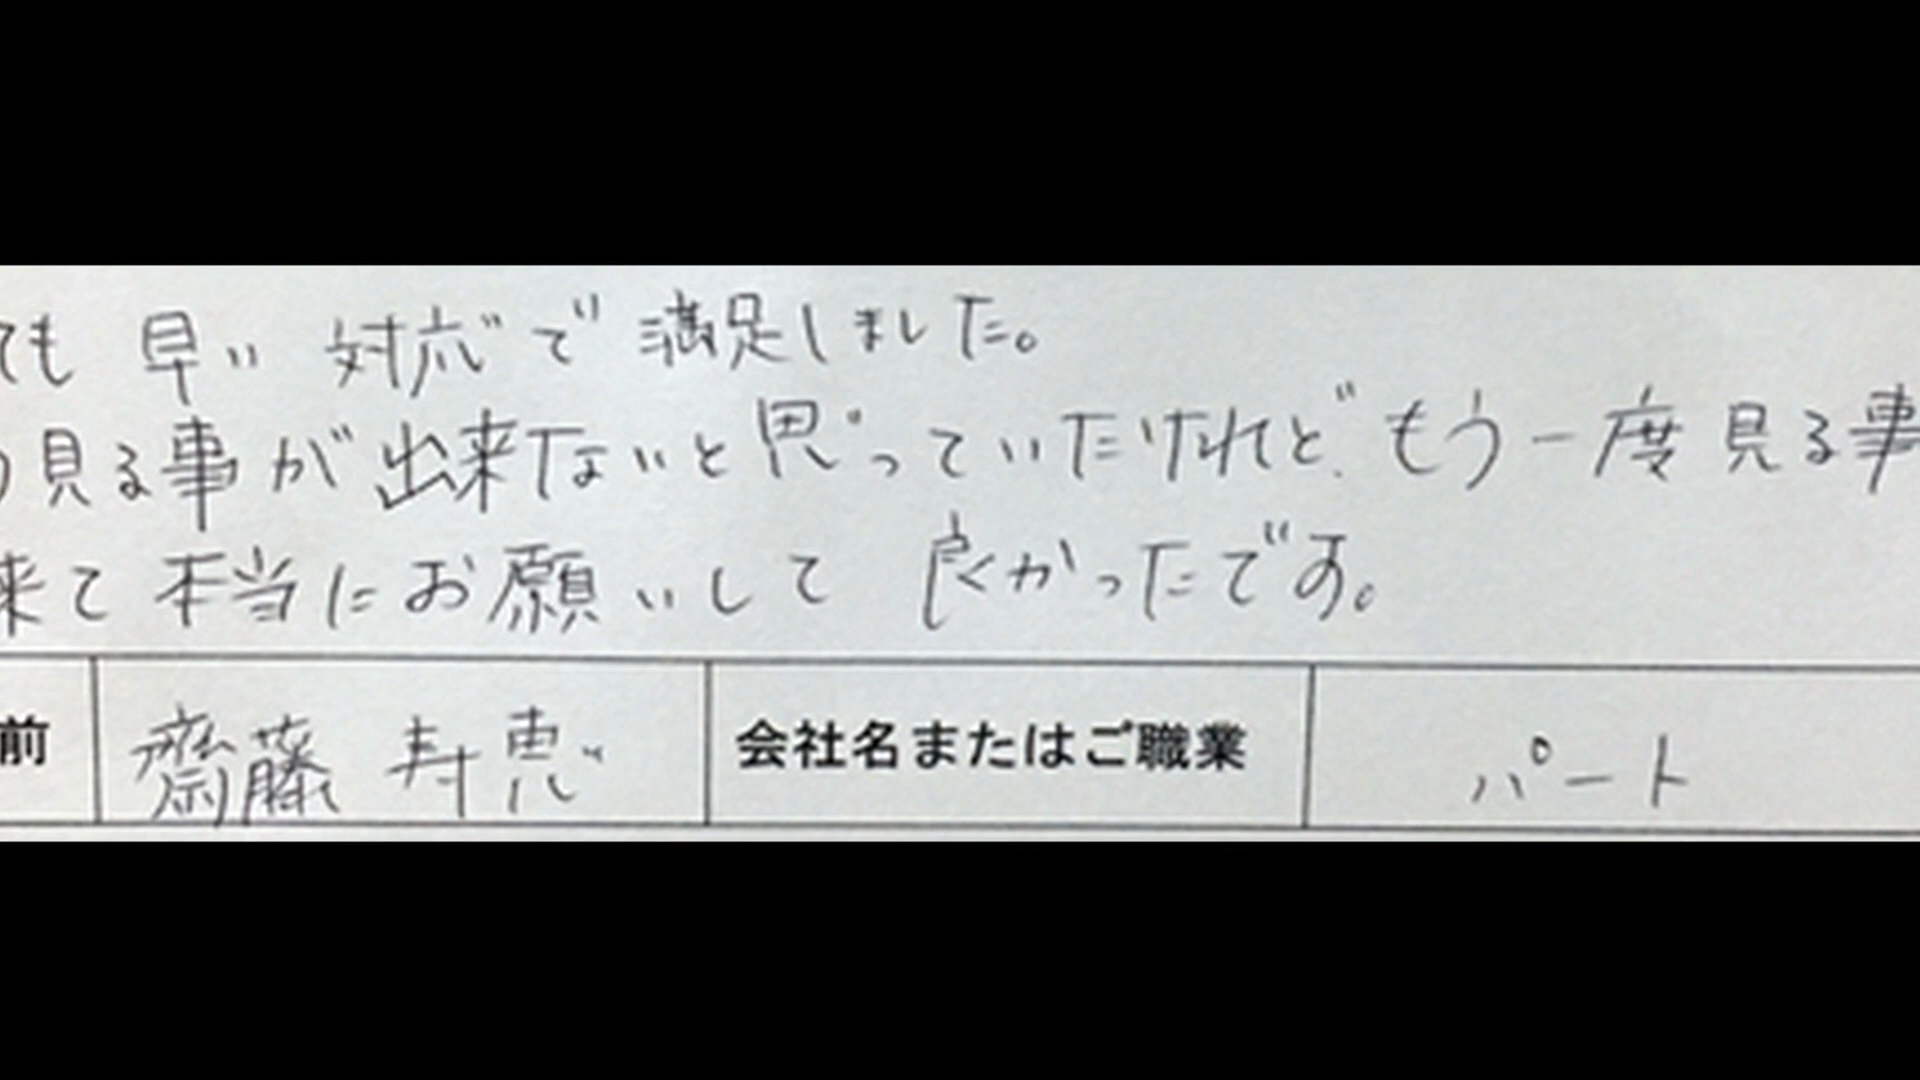 ても 早い 対応で 満足しました。
う見る事が出来ないと思っていたけれど、もう一度見る事
来て本当にお願いして 良かったです。
前 齋藤 寿恵 会社名またはご職業 パート